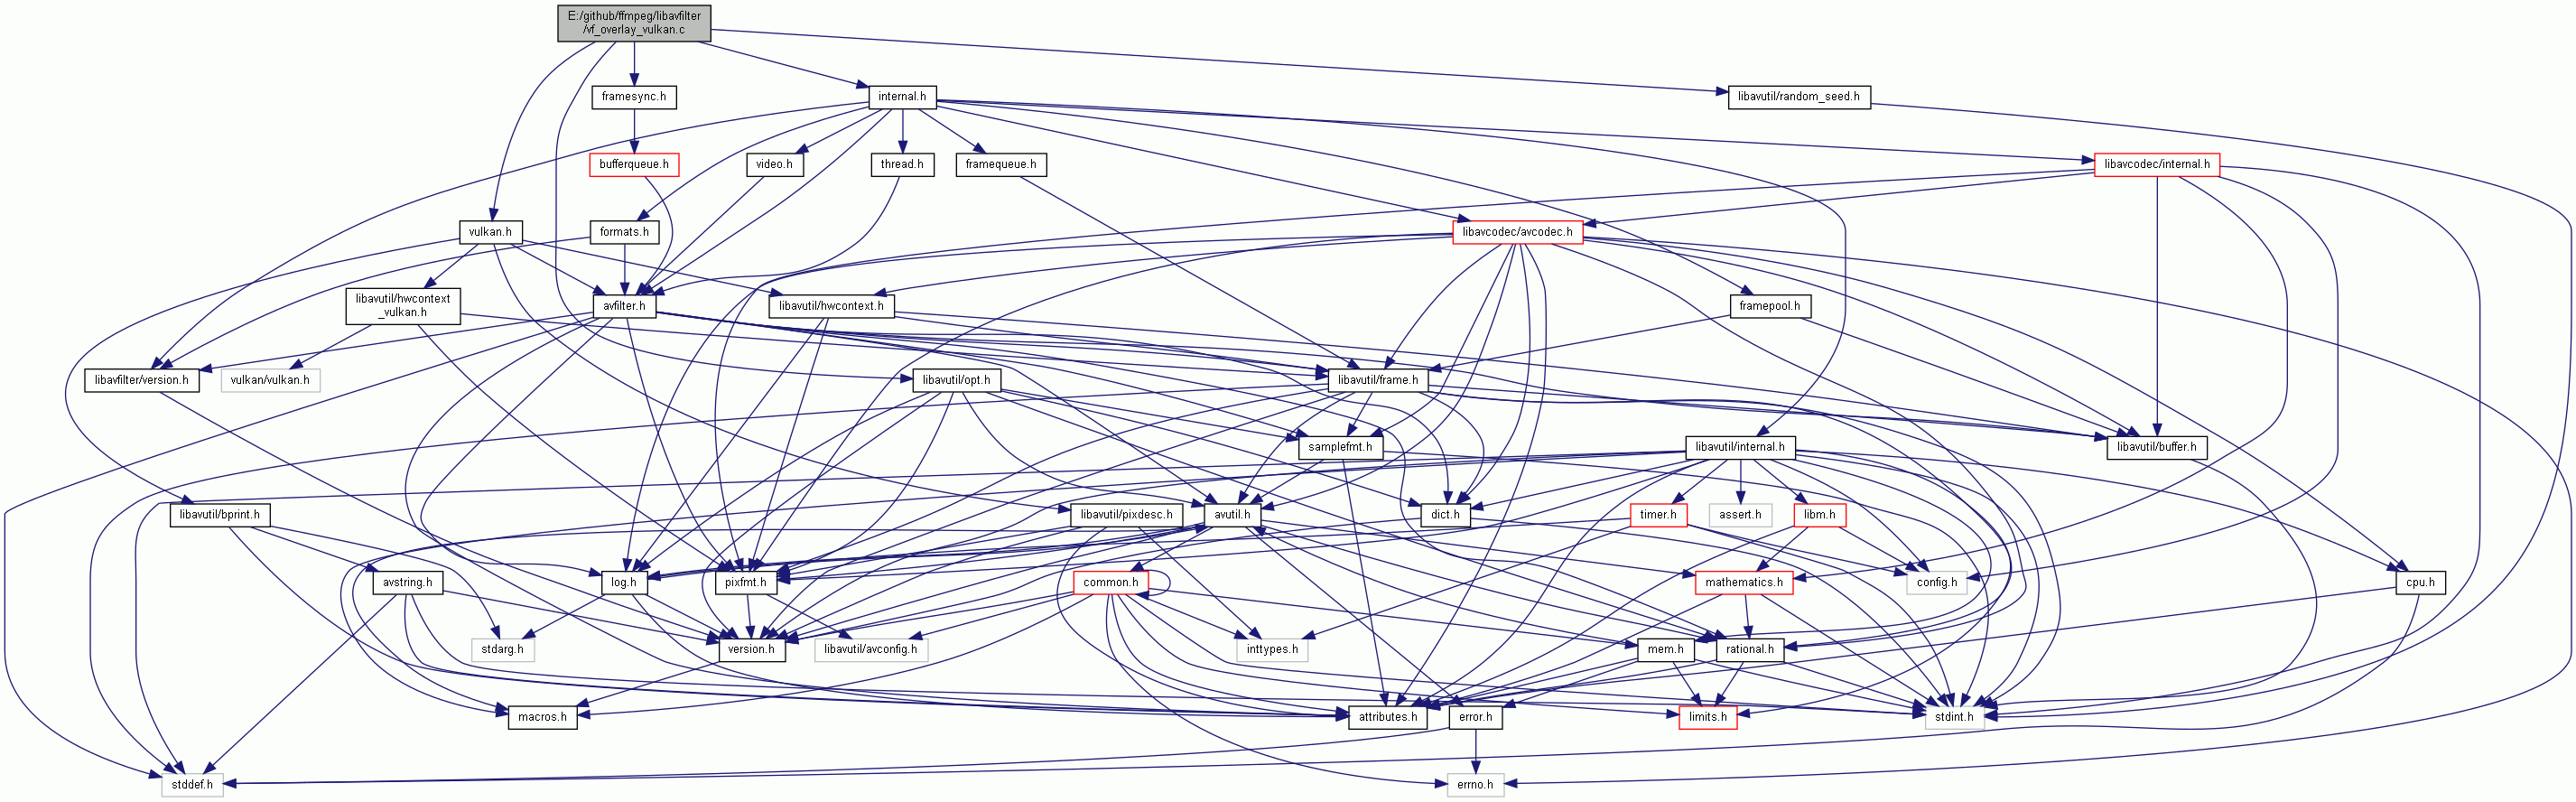 E:/github/ffmpeg/libavfilter
/vf_overlay_vulkan.c
framesync.h
internal.h
libavutil/random_seed.h
bufferqueue.h
video.h
thread.h
framequeue.h
libavcodec/internal.h
vulkan.h
formats.h
libavcodec/avcodec.h
libavutil/hwcontext
_vulkan.h
avfilter.h
libavutil/hwcontext.h
framepool.h
libavfilter/version.h
vulkan/vulkan.h
libavutil/opt.h
libavutil/frame.h
samplefmt.h
libavutil/internal.h
libavutil/buffer.h
libavutil/bprint.h
libavutil/pixdesc.h
avutil.h
dict.h
timer.h
assert.h
libm.h
avstring.h
log.h
pixfmt.h
common.h
mathematics.h
config.h
cpu.h
stdarg.h
version.h
libavutil/avconfig.h
inttypes.h
mem.h
rational.h
macros.h
attributes.h
error.h
limits.h
stdint.h
stddef.h
errno.h